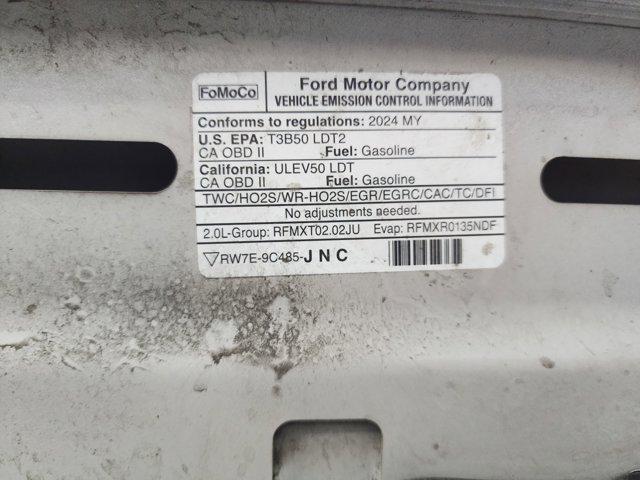 FoMoCo
Ford Motor Company
VEHICLE EMISSION CONTROL INFORMATION
Conforms to regulations: 2024 MY
U.S. EPA: T3B50 LDT2
CA OBD II Fuel: Gasoline
California: ULEV50 LDT
CA OBD II Fuel: Gasoline
TWC/HO2S/WR-HO2S/EGR/EGRC/CAC/TC/DFI
No adjustments needed.
2.0L-Group: RFMXT02.02JU Evap: RFMXR0135NDF
RW7E-9C485-JNC